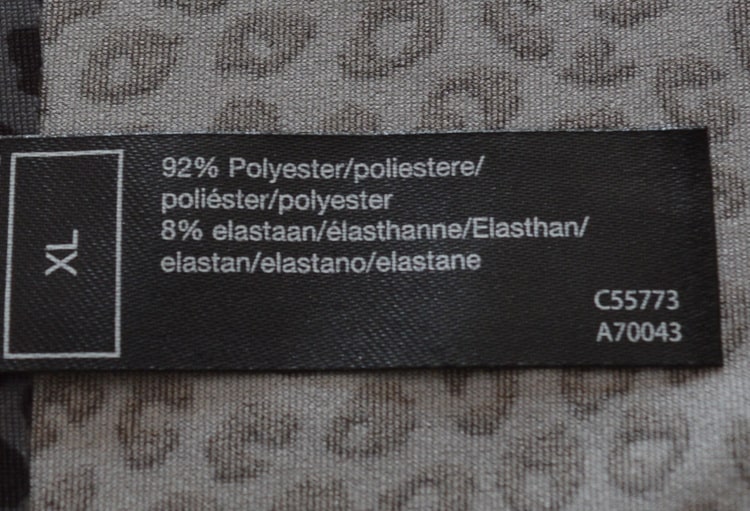 XL
92% Polyester/poliestere/
poliéster/polyester
8% elastaan/élasthanne/Elasthan/
elastan/elastano/elastane
C55773
A70043